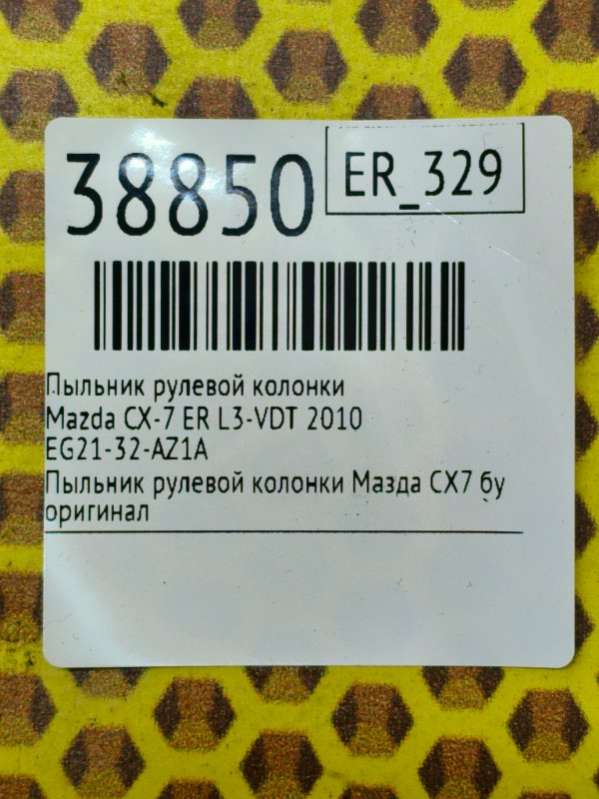 38850
ER_329
Пыльник рулевой колонки
Mazda CX-7 ER L3-VDT 2010
EG21-32-AZ1A
Пыльник рулевой колонки Мазда СХ7 бу
оригинал